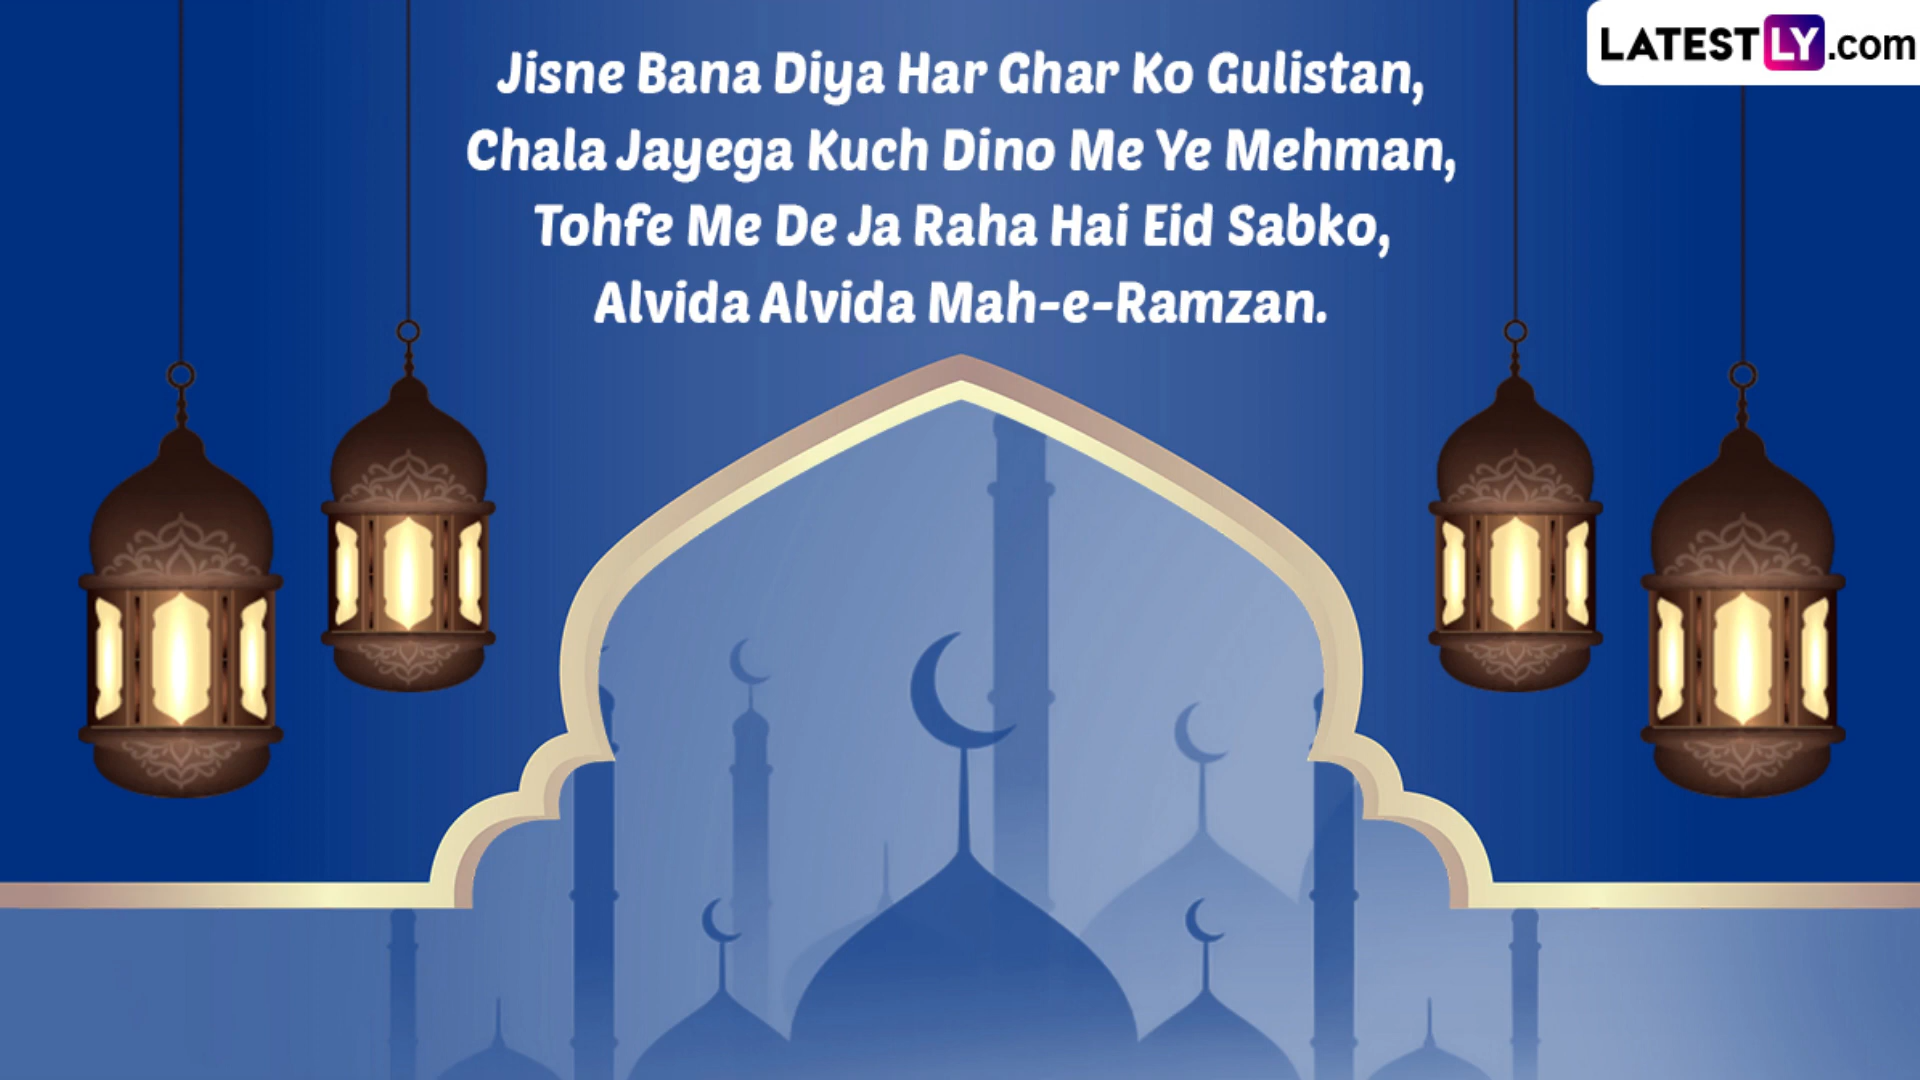 LATESTLY.com
Jisne Bana Diya Har Ghar Ko Gulistan,
Chala Jayega Kuch Dino Me Ye Mehman,
Tohfe Me De Ja Raha Hai Eid Sabko,
Alvida Alvida Mah-e-Ramzan.